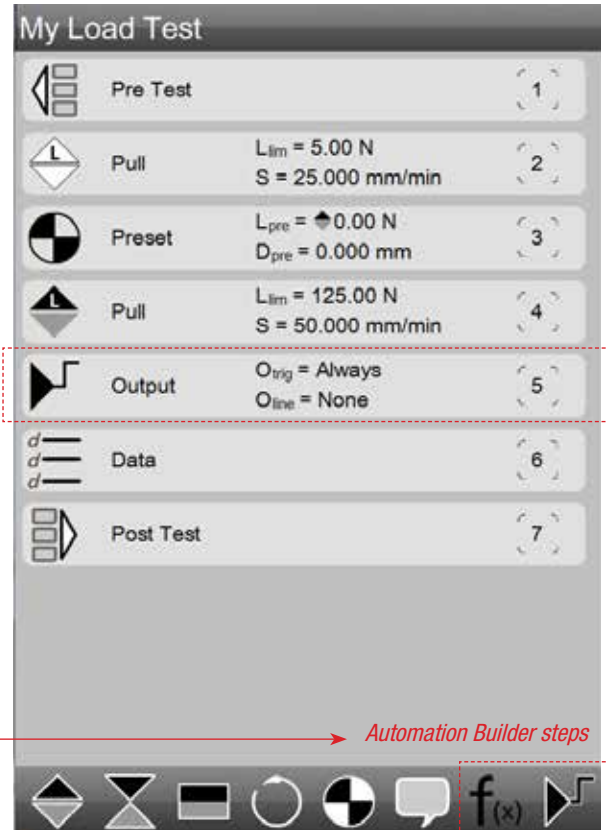 My Load Test
Pre Test 1
L Pull Llim = 5.00 N 2
S = 25.000 mm/min
Preset Lpre = 0.00 N 3
Dpre = 0.000 mm
L Pull Llim = 125.00 N 4
S = 50.000 mm/min
Output Otrig = Always 5
Oline = None
d
d Data 6
d
Post Test 7
Automation Builder steps
f(x)